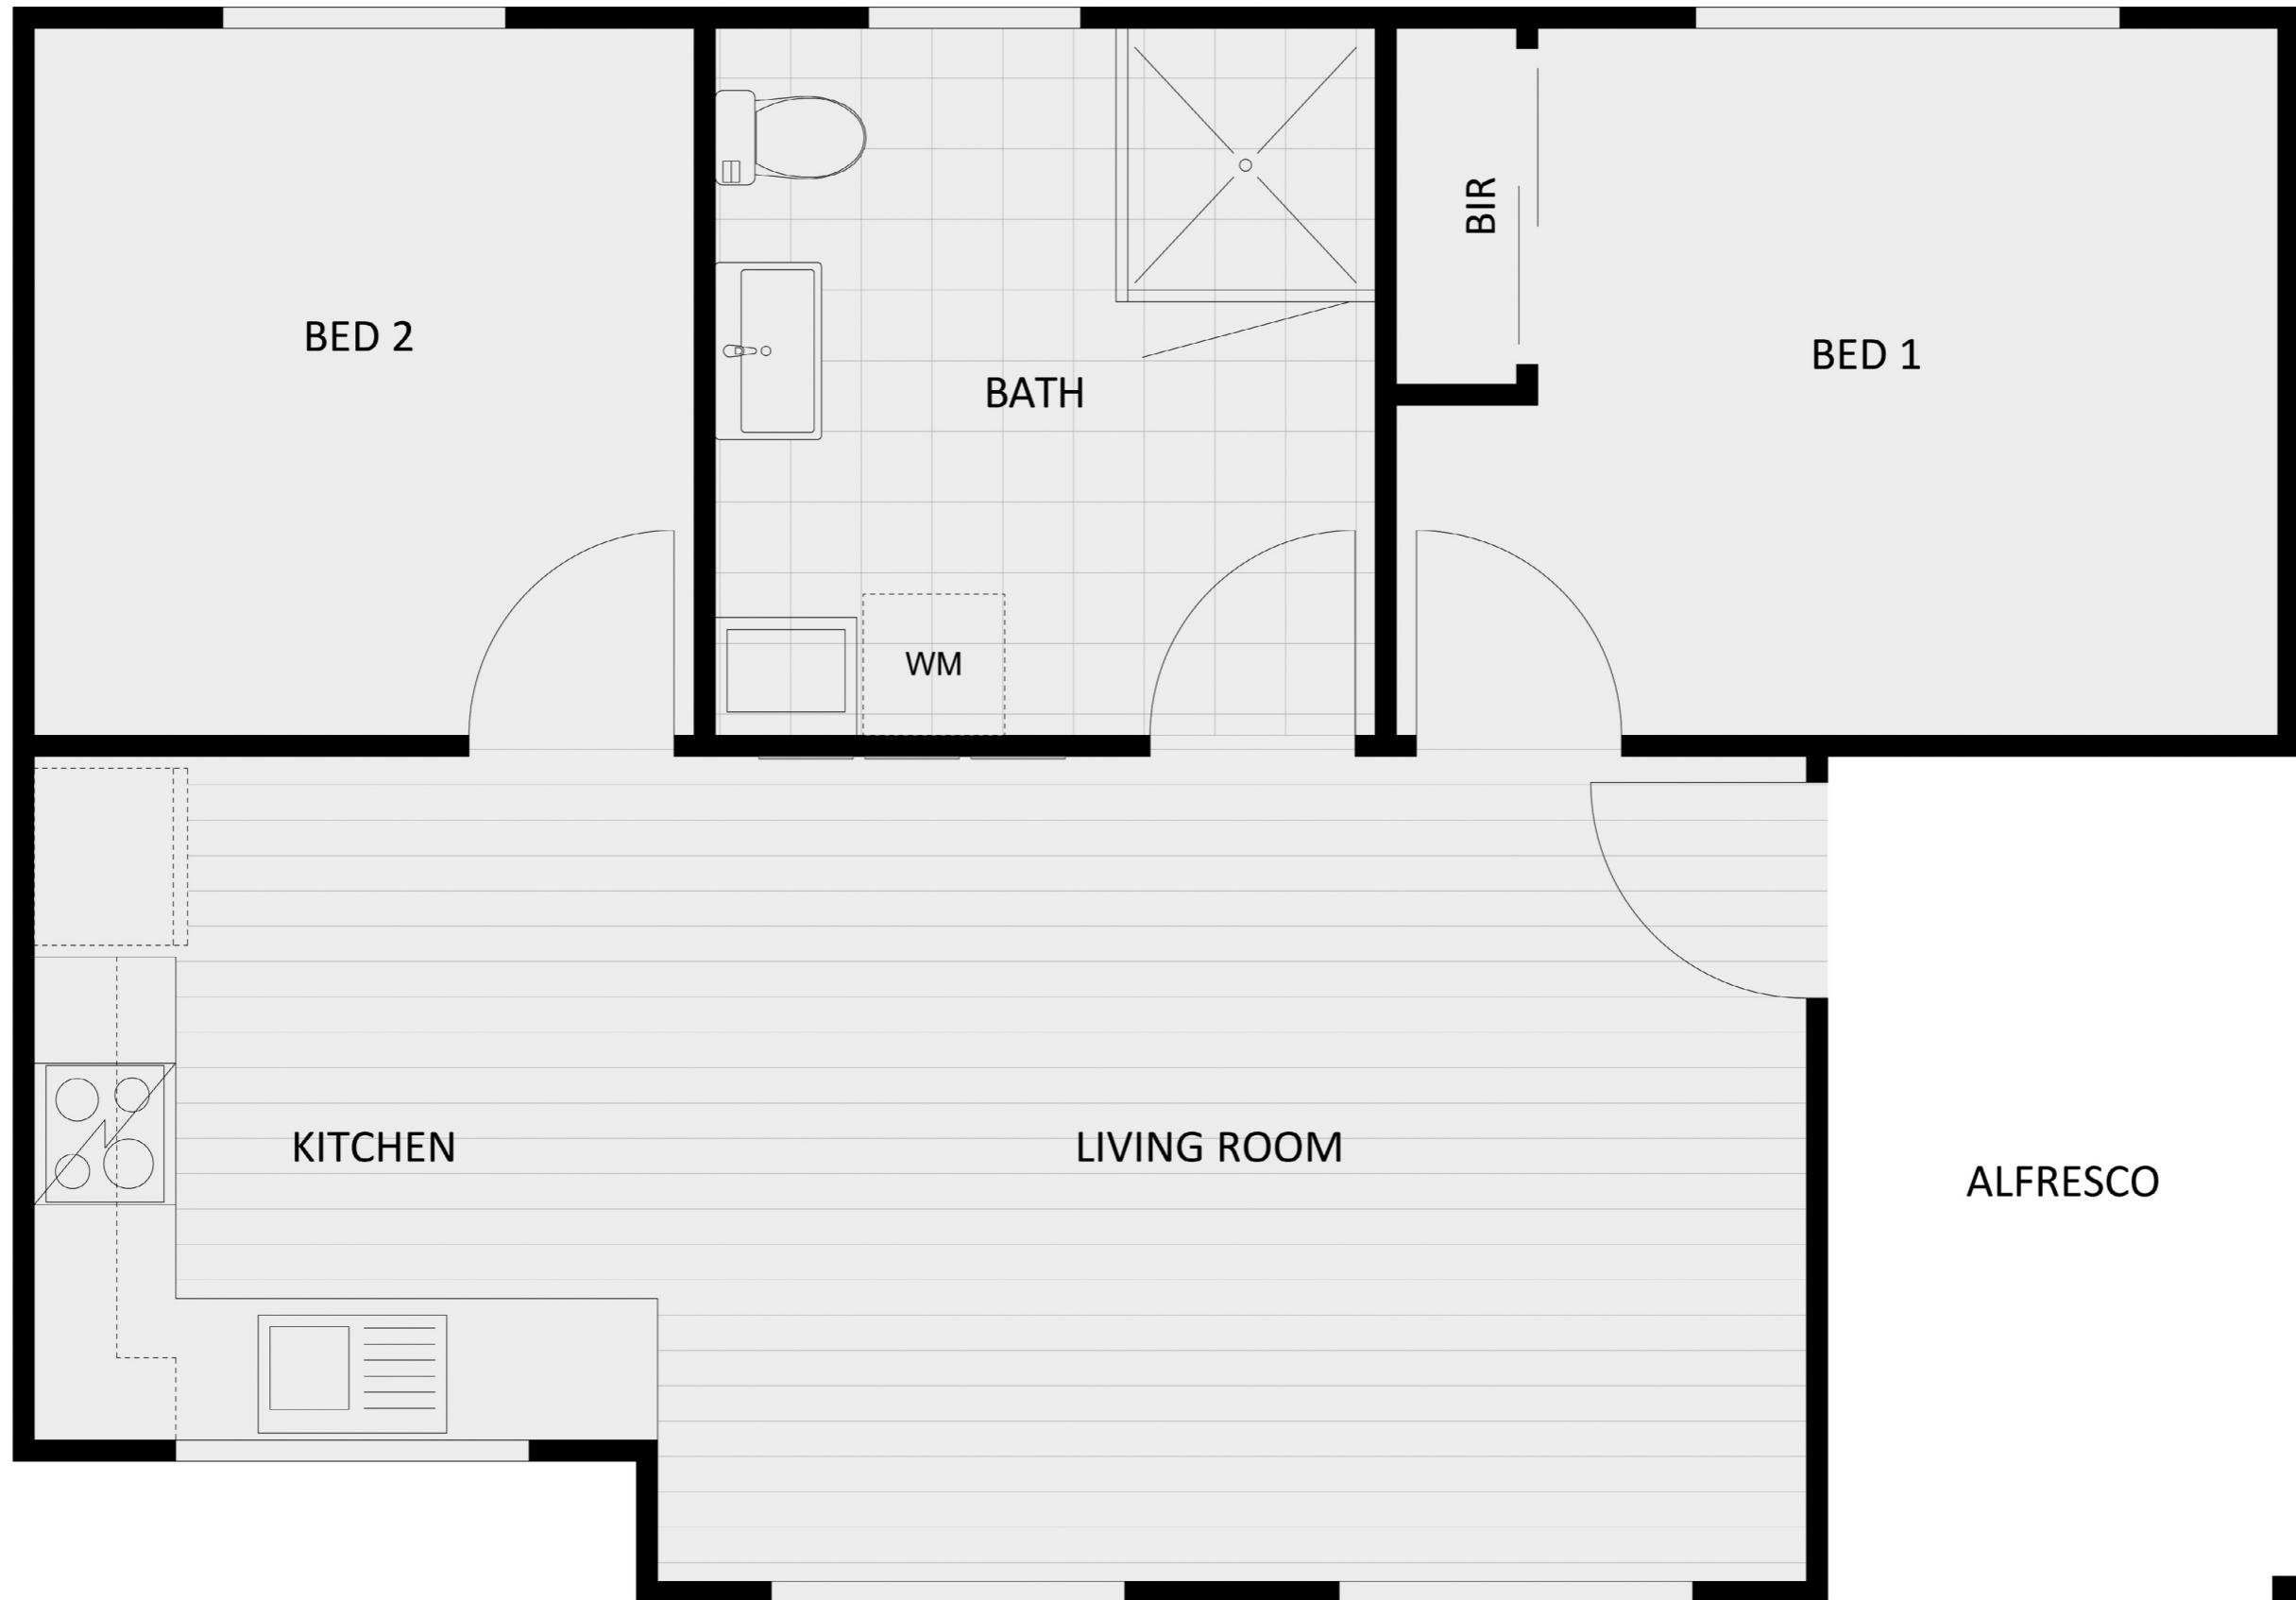 BIR
BED 2
BED 1
BATH
WM
KITCHEN
LIVING ROOM
ALFRESCO